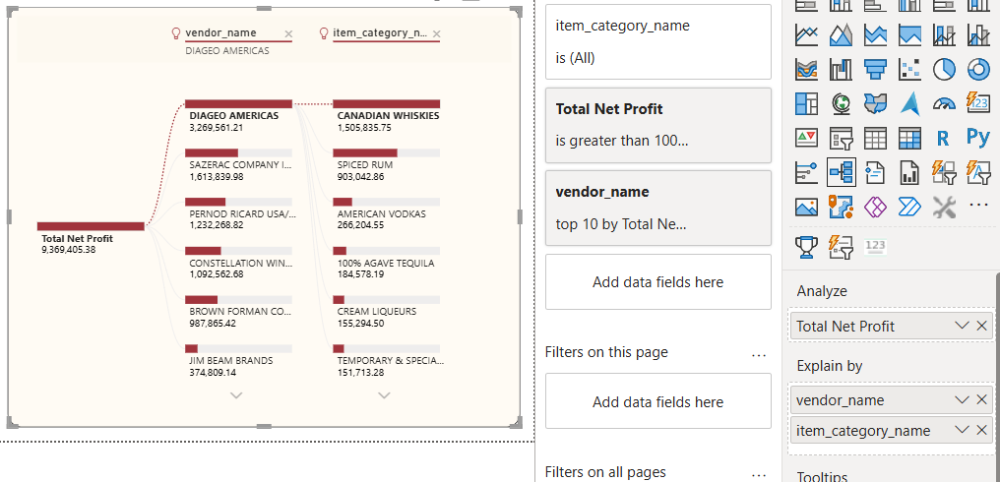 vendor_name
DIAGEO AMERICAS
item_category_n...
DIAGEO AMERICAS
3,269,561.21
SAZERAC COMPANY I...
1,613,839.98
PERNOD RICARD USA/...
1,232,268.82
CONSTELLATION WIN...
1,092,562.68
BROWN FORMAN CO...
987,865.42
JIM BEAM BRANDS
374,809.14
Total Net Profit
9,369,405.38
CANADIAN WHISKIES
1,505,835.75
SPICED RUM
903,042.86
AMERICAN VODKAS
266,204.55
100% AGAVE TEQUILA
184,578.19
CREAM LIQUEURS
155,294.50
TEMPORARY & SPECIA...
151,713.28
item_category_name
is (All)
Total Net Profit
is greater than 100...
vendor_name
top 10 by Total Ne...
Add data fields here
Filters on this page
...
Add data fields here
Filters on all pages
...
123
R
Py
...
123
Analyze
Total Net Profit
Explain by
vendor_name
item_category_name
Tooltips